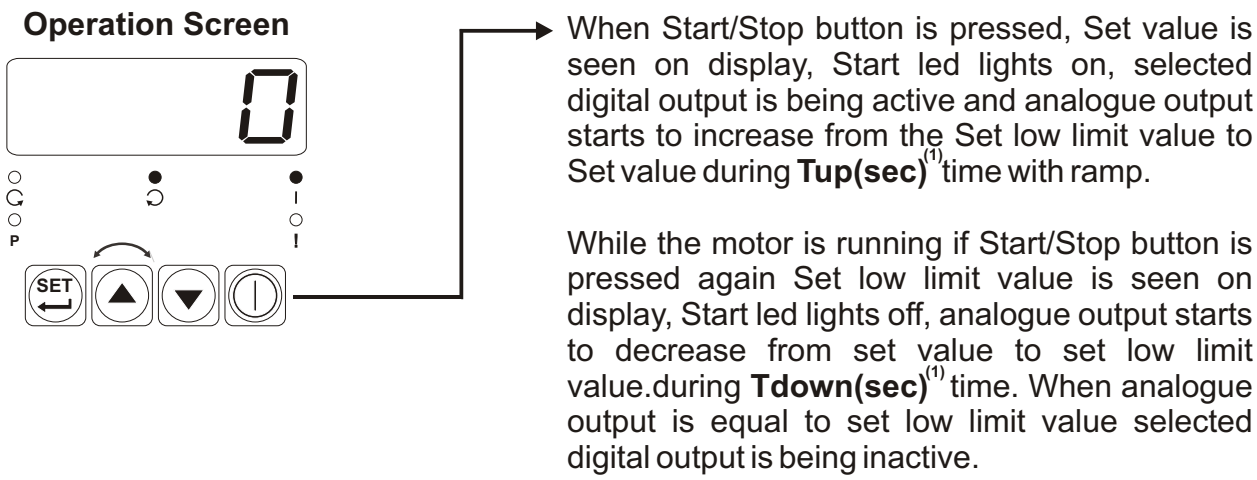 Operation Screen
0
P
!
SET
When Start/Stop button is pressed, Set value is
seen on display, Start led lights on, selected
digital output is being active and analogue output
starts to increase from the Set low limit value to
Set value during Tup(sec)(1) time with ramp.
While the motor is running if Start/Stop button is
pressed again Set low limit value is seen on
display, Start led lights off, analogue output starts
to decrease from set value to set low limit
value.during Tdown(sec)(1) time. When analogue
output is equal to set low limit value selected
digital output is being inactive.